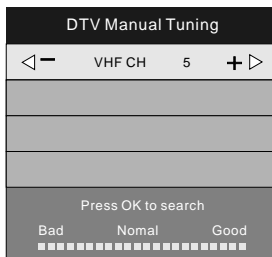 DTV Manual Tuning
− VHF CH 5 +
Press OK to search
Bad Nomal Good